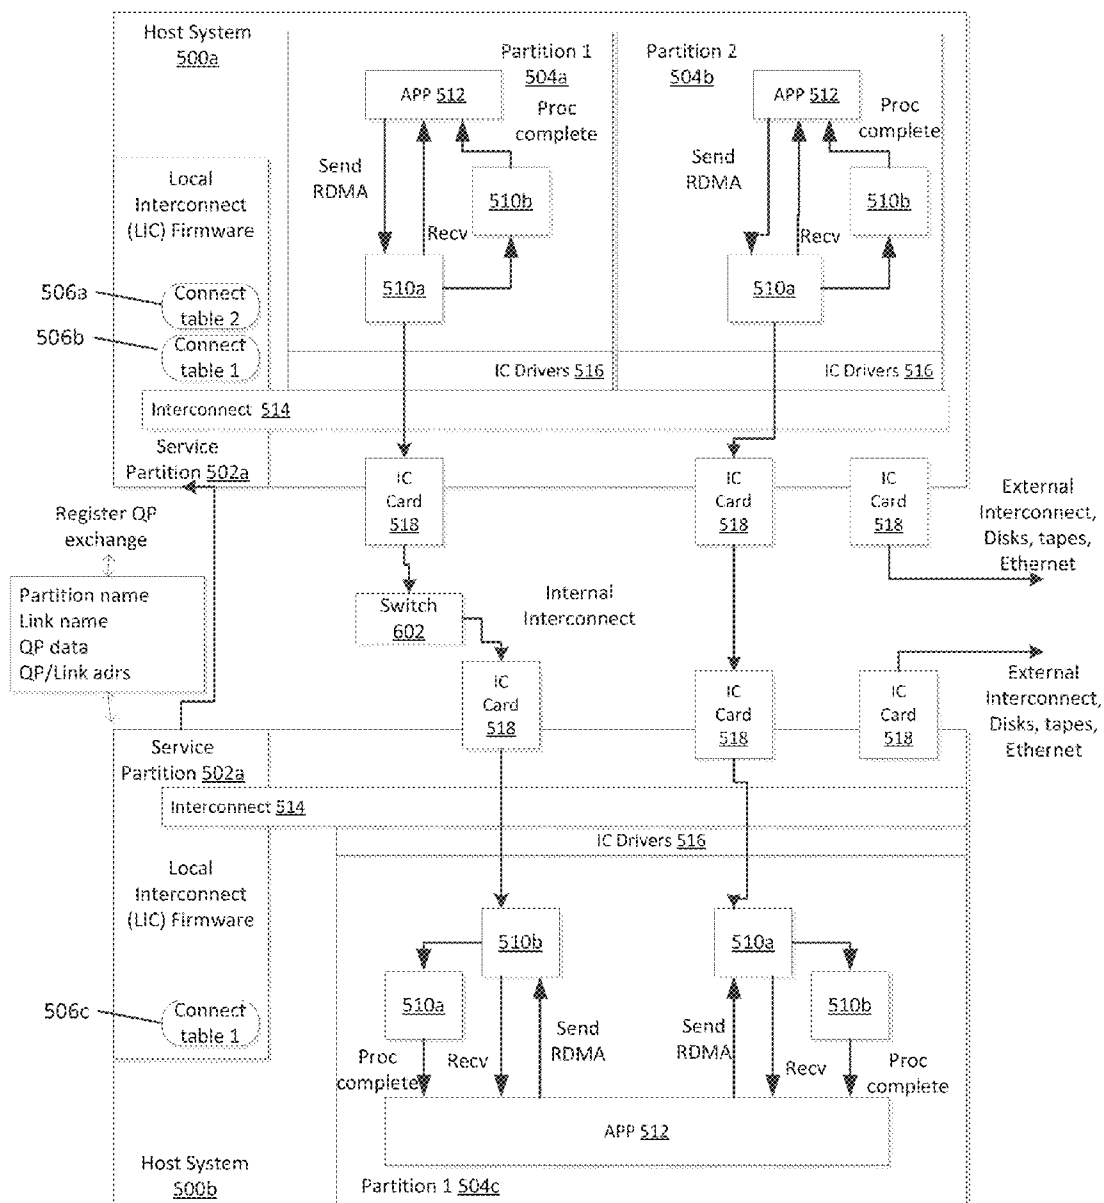 Host System
500a
Partition 1
504a
APP 512
Proc
complete
Send
RDMA
510b
Recv
510a
IC Drivers 516
Partition 2
504b
APP 512
Proc
complete
Send
RDMA
510b
Recv
510a
IC Drivers 516
Local
Interconnect
(LIC) Firmware
506a
Connect
table 2
506b
Connect
table 1
Interconnect 514
Service
Partition 502a
IC
Card
518
IC
Card
518
IC
Card
518
External
Interconnect,
Disks, tapes,
Ethernet
Register QP
exchange
Partition name
Link name
QP data
QP/Link adrs
Switch
602
Internal
Interconnect
IC
Card
518
IC
Card
518
IC
Card
518
External
Interconnect,
Disks, tapes,
Ethernet
Service
Partition 502a
Interconnect 514
IC Drivers 516
Local
Interconnect
(LIC) Firmware
506c
Connect
table 1
510b
510a
510a
510b
Proc
complete
Recv
Send
RDMA
Send
RDMA
Recv
Proc
complete
APP 512
Host System
500b
Partition 1 504c